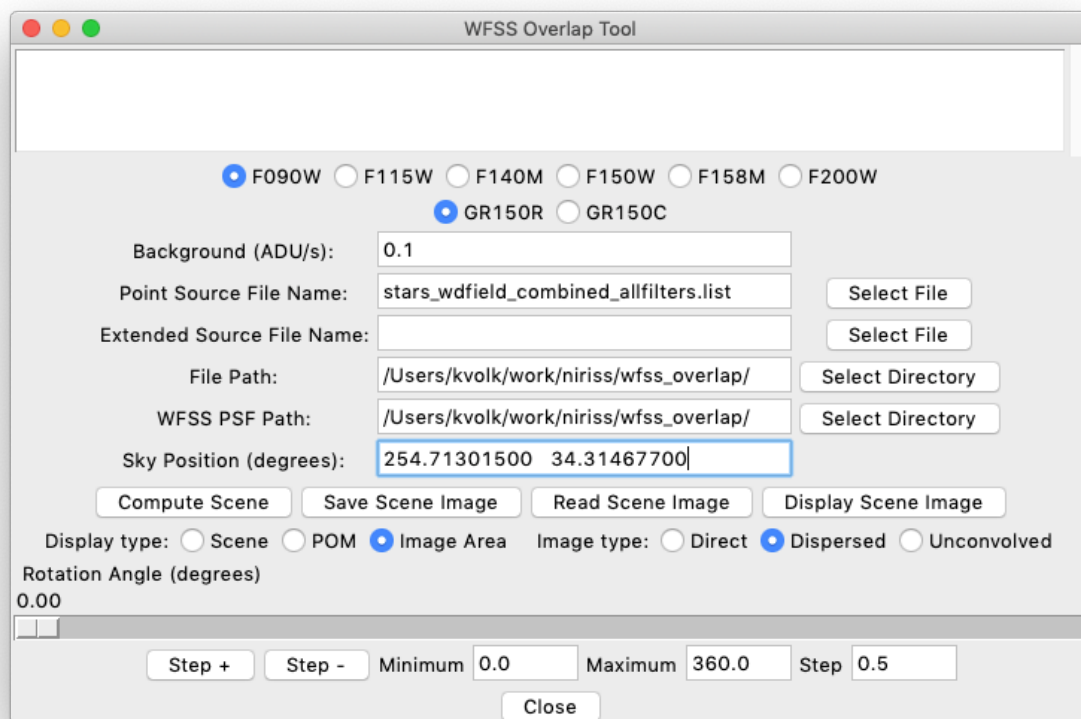 WFSS Overlap Tool
F090W F115W F140M F150W F158M F200W
GR150R GR150C
Background (ADU/s): 0.1
Point Source File Name: stars_wdfield_combined_allfilters.list Select File
Extended Source File Name: Select File
File Path: /Users/kvolk/work/niriss/wfss_overlap/ Select Directory
WFSS PSF Path: /Users/kvolk/work/niriss/wfss_overlap/ Select Directory
Sky Position (degrees): 254.71301500 34.31467700
Compute Scene Save Scene Image Read Scene Image Display Scene Image
Display type: Scene POM Image Area Image type: Direct Dispersed Unconvolved
Rotation Angle (degrees)
0.00
Step + Step - Minimum 0.0 Maximum 360.0 Step 0.5
Close